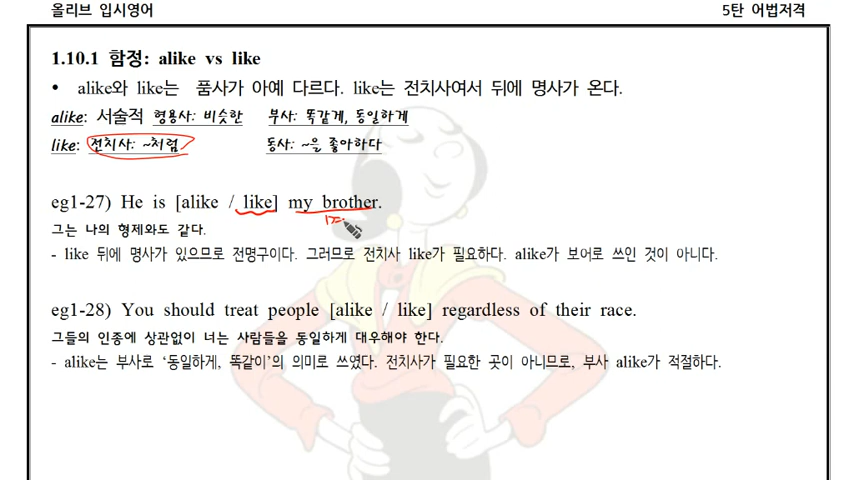 올리브 입시영어 5탄 어법저격
1.10.1 함정: alike vs like
• alike와 like는 품사가 아예 다르다. like는 전치사여서 뒤에 명사가 온다.
alike: 서술적 형용사: 비슷한 부사: 똑같게, 동일하게
like: 전치사: ~처럼 동사: ~을 좋아하다
eg1-27) He is [alike / like] my brother.
그는 나의 형제와도 같다.
- like 뒤에 명사가 있으므로 전명구이다. 그러므로 전치사 like가 필요하다. alike가 보어로 쓰인 것이 아니다.
eg1-28) You should treat people [alike / like] regardless of their race.
그들의 인종에 상관없이 너는 사람들을 동일하게 대우해야 한다.
- alike는 부사로 ‘동일하게, 똑같이’의 의미로 쓰였다. 전치사가 필요한 곳이 아니므로, 부사 alike가 적절하다.